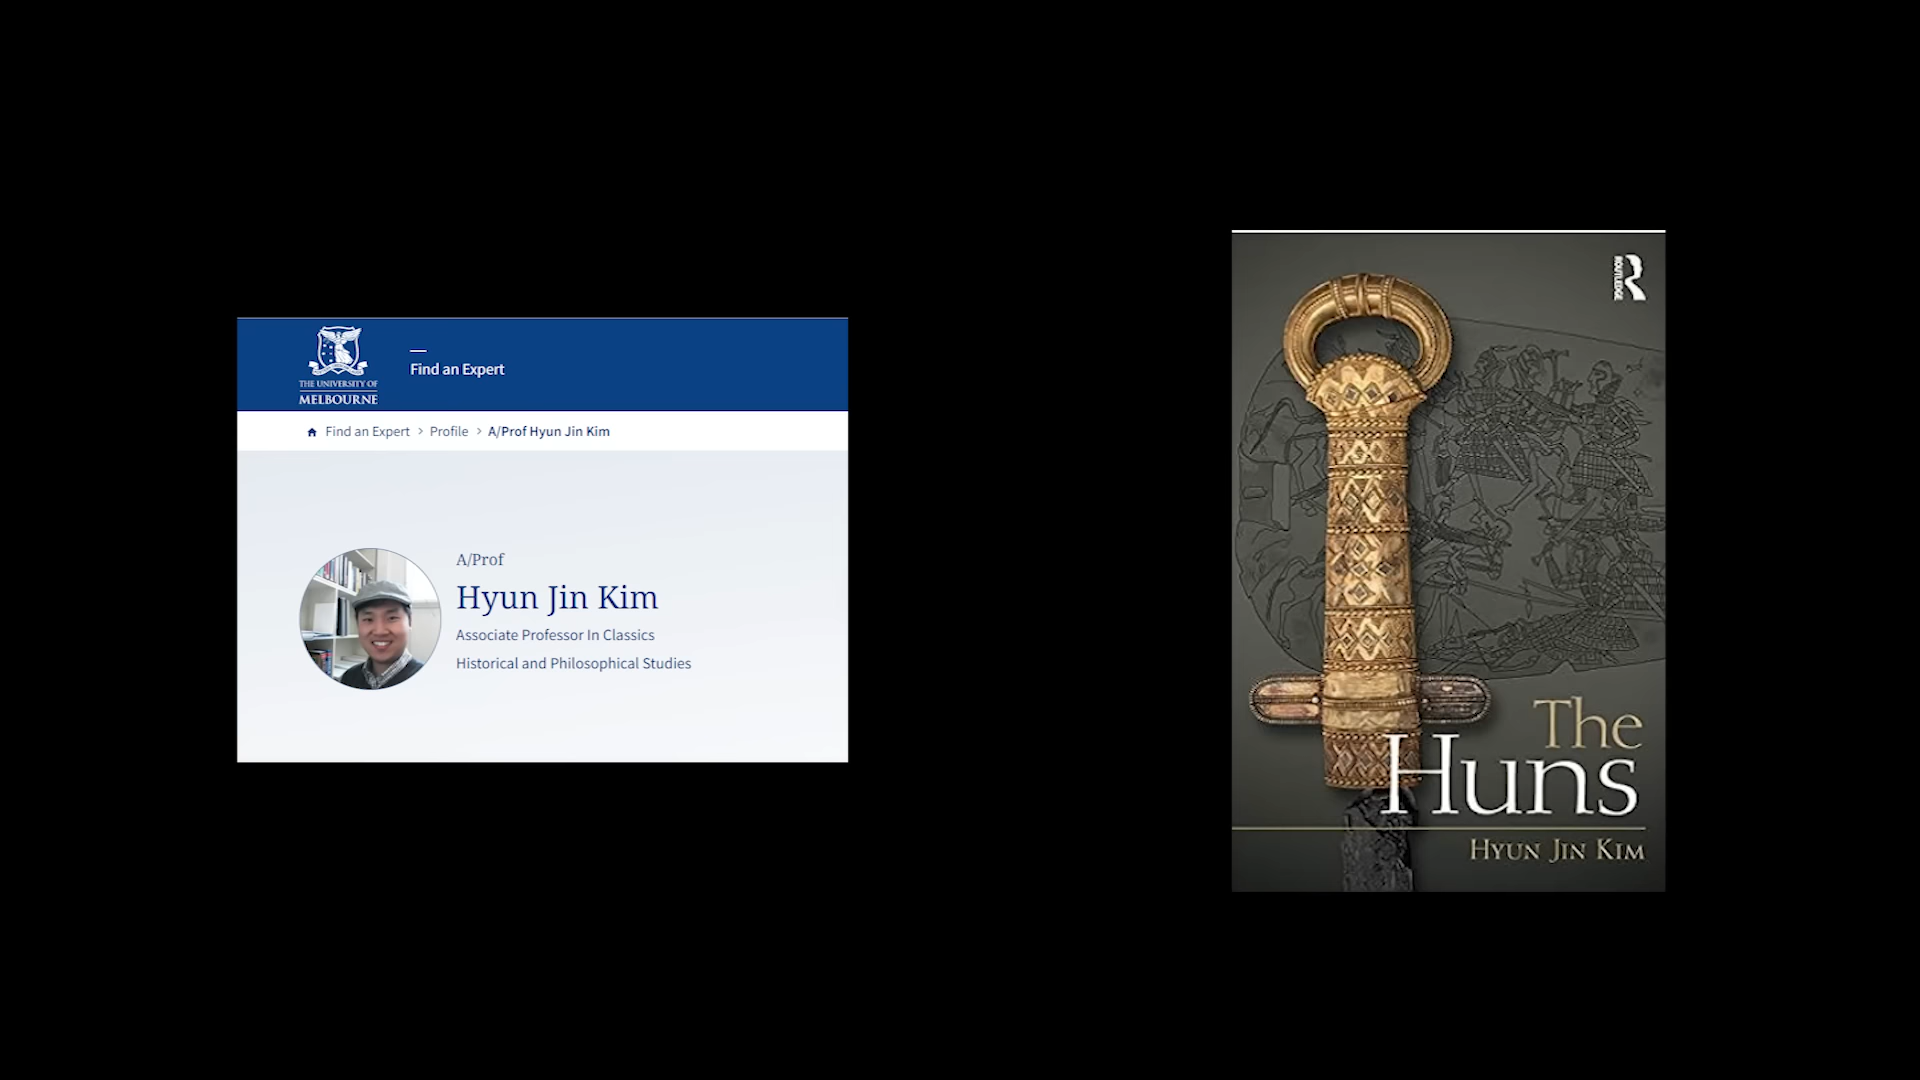 THE UNIVERSITY OF
MELBOURNE
Find an Expert
Find an Expert > Profile > A/Prof Hyun Jin Kim
A/Prof
Hyun Jin Kim
Associate Professor In Classics
Historical and Philosophical Studies
ROUTLEDGE
The
Huns
HYUN JIN KIM